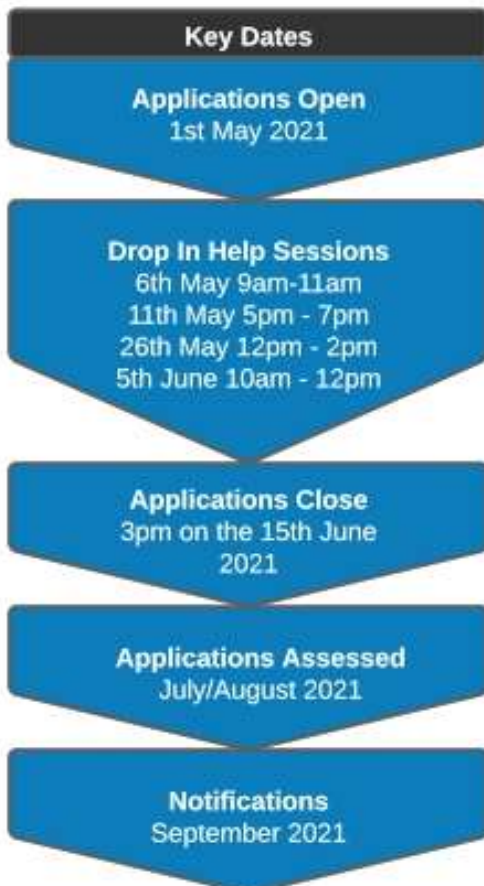 Key Dates
Applications Open
1st May 2021
Drop In Help Sessions
6th May 9am-11am
11th May 5pm - 7pm
26th May 12pm - 2pm
5th June 10am - 12pm
Applications Close
3pm on the 15th June
2021
Applications Assessed
July/August 2021
Notifications
September 2021